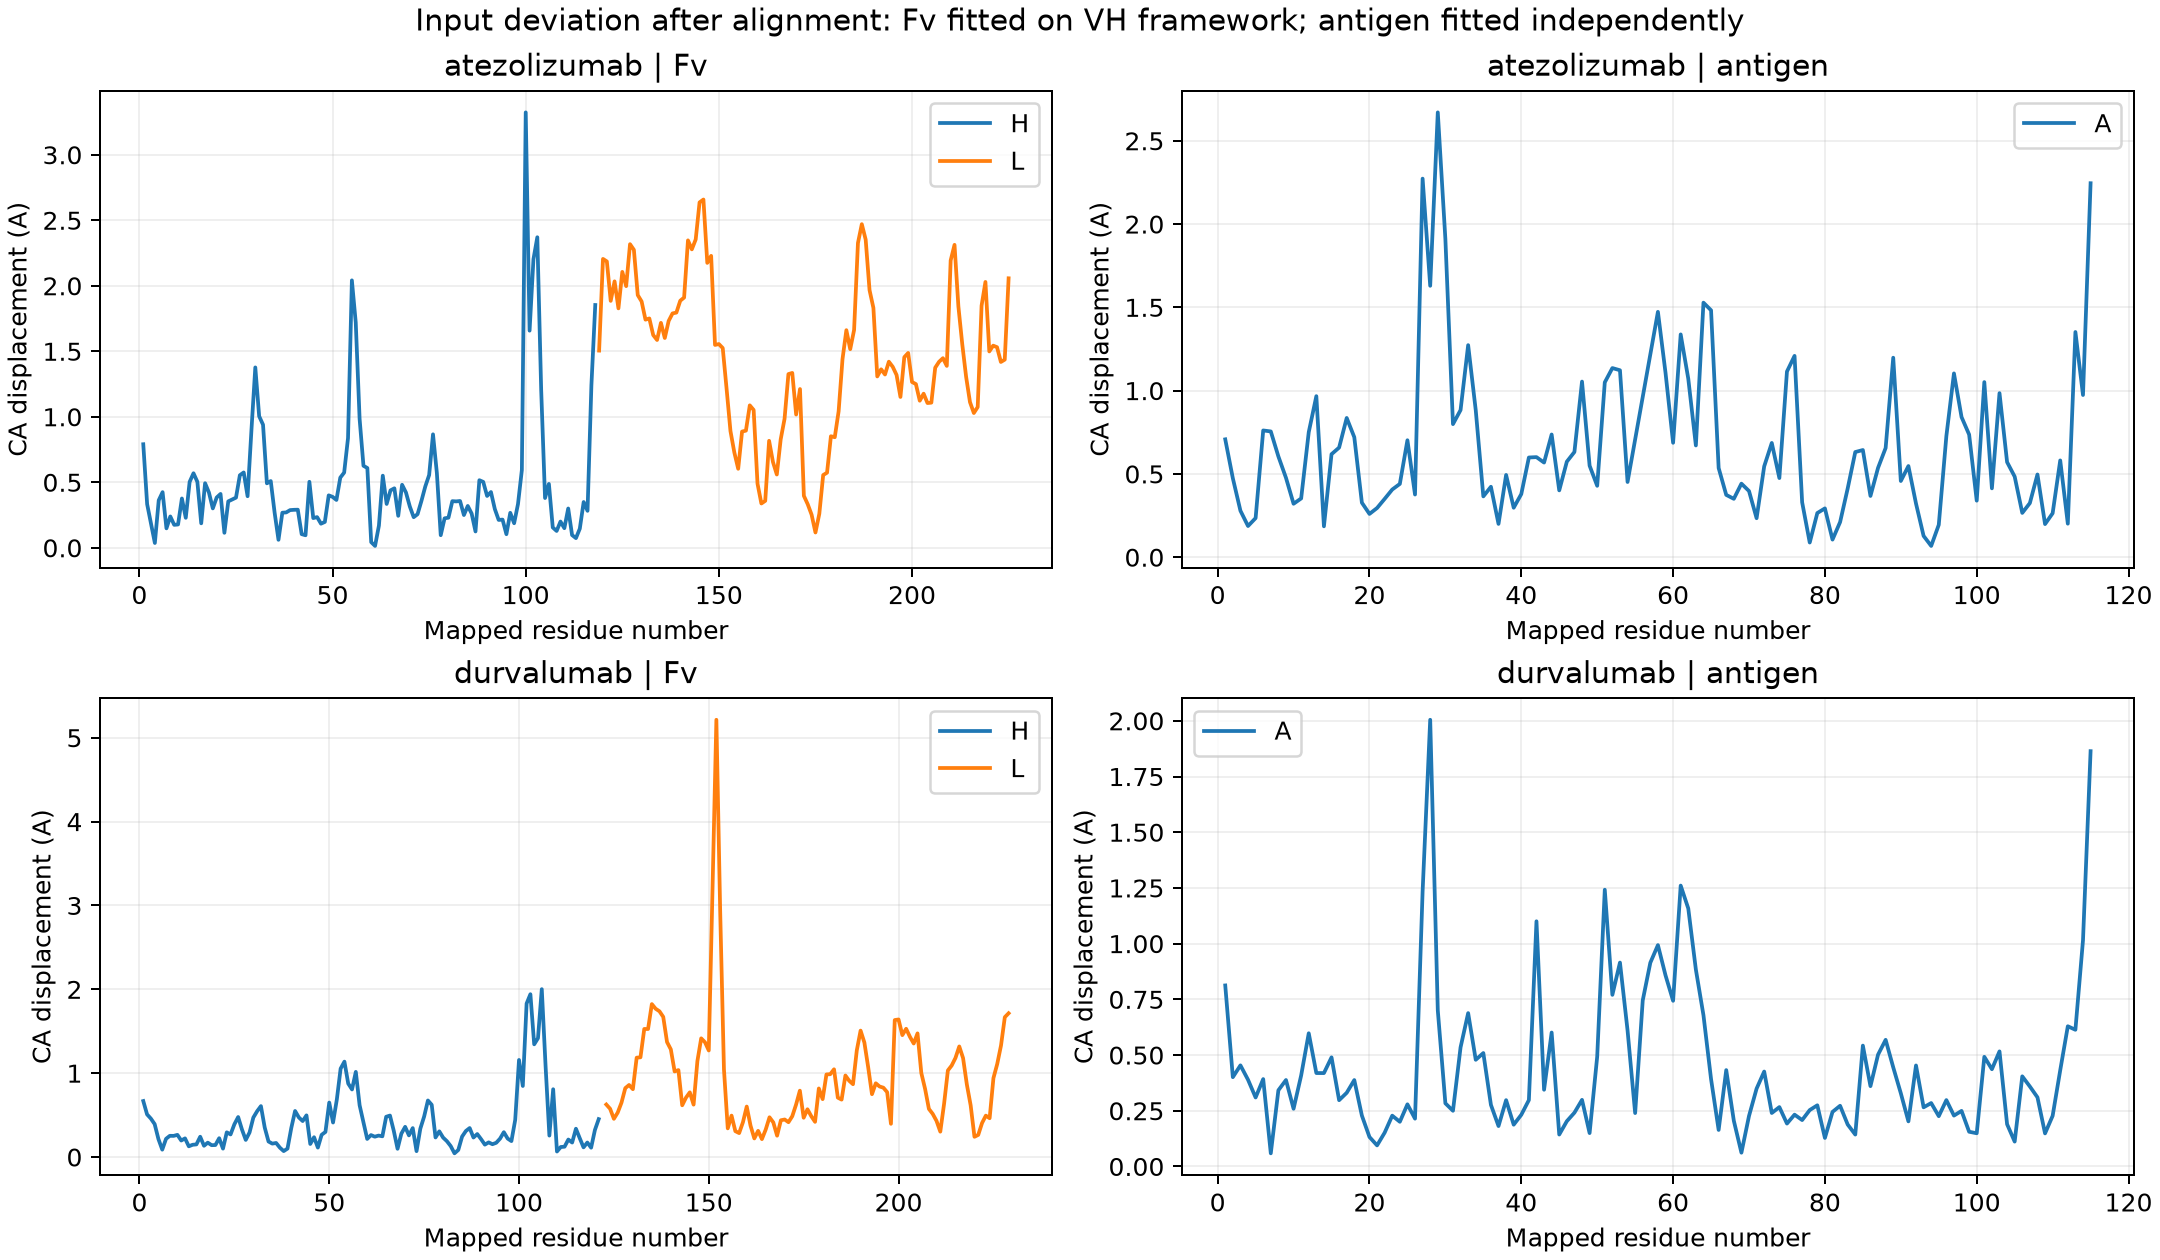 Input deviation after alignment: Fv fitted on VH framework; antigen fitted independently
atezolizumab | Fv
CA displacement (A)
3.0
2.5
2.0
1.5
1.0
0.5
0.0
H
L
0 50 100 150 200
Mapped residue number
atezolizumab | antigen
CA displacement (A)
2.5
2.0
1.5
1.0
0.5
0.0
A
0 20 40 60 80 100 120
Mapped residue number
durvalumab | Fv
CA displacement (A)
5
4
3
2
1
0
H
L
0 50 100 150 200
Mapped residue number
durvalumab | antigen
CA displacement (A)
2.00
1.75
1.50
1.25
1.00
0.75
0.50
0.25
0.00
A
0 20 40 60 80 100 120
Mapped residue number